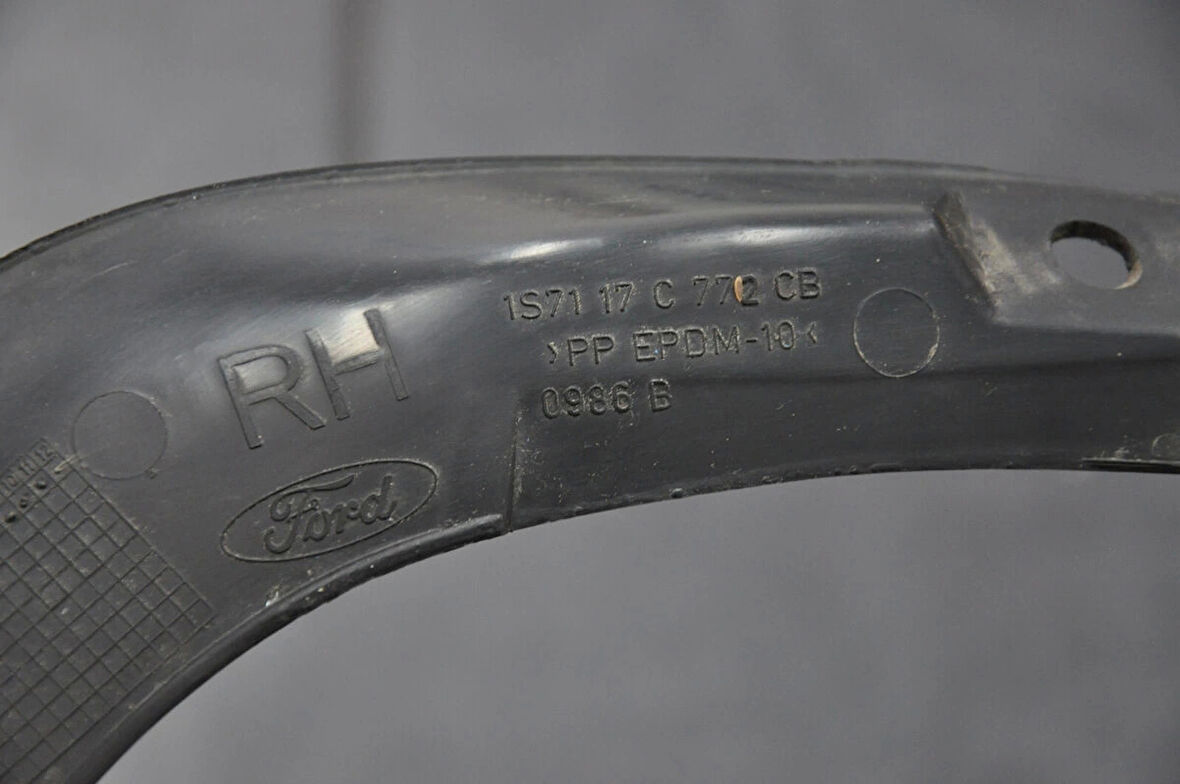 1S71 17 C 772 CB
>PP EPDM-10<
0986 B
RH
Ford